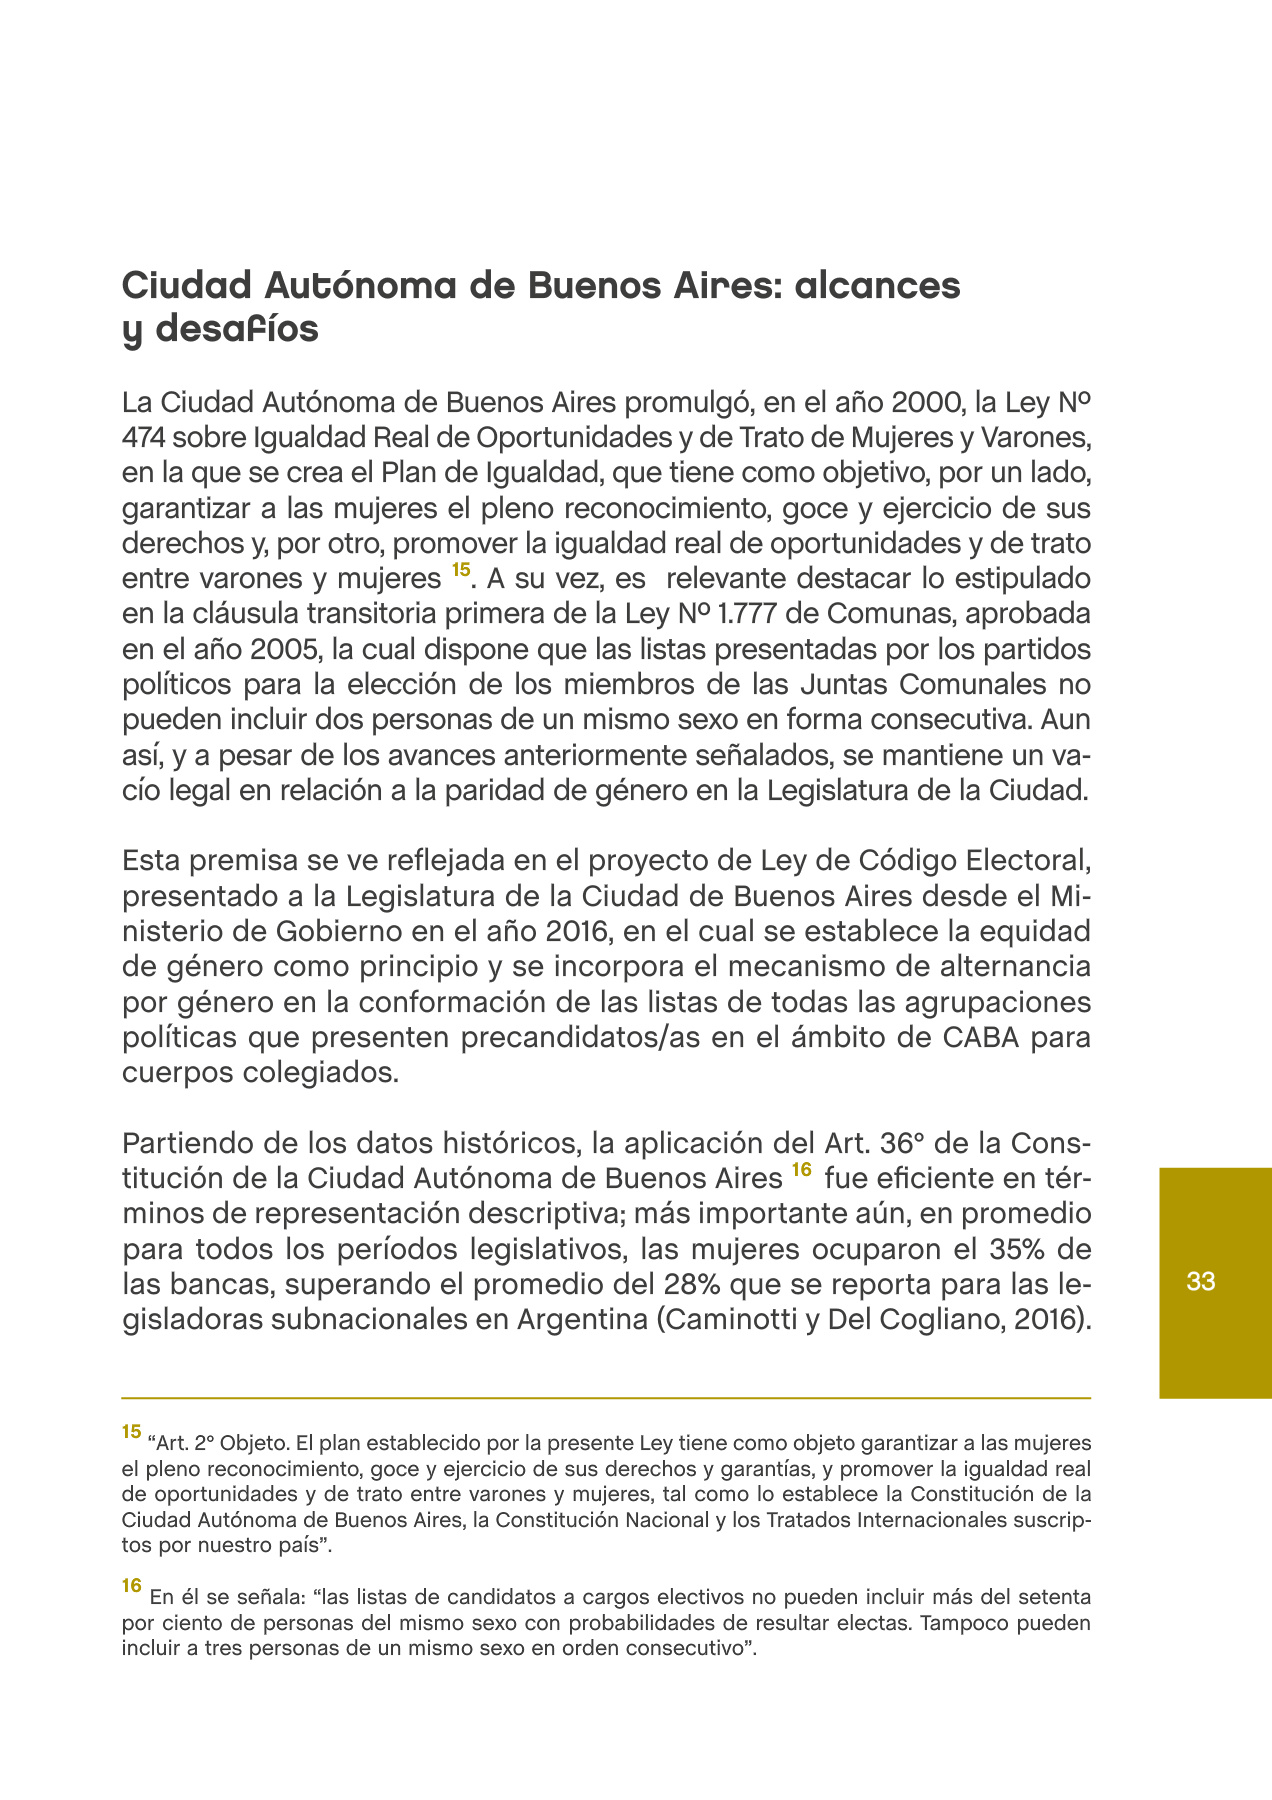 Ciudad Autónoma de Buenos Aires: alcances
y desafíos
La Ciudad Autónoma de Buenos Aires promulgó, en el año 2000, la Ley Nº
474 sobre Igualdad Real de Oportunidades y de Trato de Mujeres y Varones,
en la que se crea el Plan de Igualdad, que tiene como objetivo, por un lado,
garantizar a las mujeres el pleno reconocimiento, goce y ejercicio de sus
derechos y, por otro, promover la igualdad real de oportunidades y de trato
entre varones y mujeres 15. A su vez, es relevante destacar lo estipulado
en la cláusula transitoria primera de la Ley Nº 1.777 de Comunas, aprobada
en el año 2005, la cual dispone que las listas presentadas por los partidos
políticos para la elección de los miembros de las Juntas Comunales no
pueden incluir dos personas de un mismo sexo en forma consecutiva. Aun
así, y a pesar de los avances anteriormente señalados, se mantiene un va-
cío legal en relación a la paridad de género en la Legislatura de la Ciudad.
Esta premisa se ve reflejada en el proyecto de Ley de Código Electoral,
presentado a la Legislatura de la Ciudad de Buenos Aires desde el Mi-
nisterio de Gobierno en el año 2016, en el cual se establece la equidad
de género como principio y se incorpora el mecanismo de alternancia
por género en la conformación de las listas de todas las agrupaciones
políticas que presenten precandidatos/as en el ámbito de CABA para
cuerpos colegiados.
Partiendo de los datos históricos, la aplicación del Art. 36° de la Cons-
titución de la Ciudad Autónoma de Buenos Aires 16 fue eficiente en tér-
minos de representación descriptiva; más importante aún, en promedio
para todos los períodos legislativos, las mujeres ocuparon el 35% de
las bancas, superando el promedio del 28% que se reporta para las le-
gisladoras subnacionales en Argentina (Caminotti y Del Cogliano, 2016).
33
15 “Art. 2° Objeto. El plan establecido por la presente Ley tiene como objeto garantizar a las mujeres
el pleno reconocimiento, goce y ejercicio de sus derechos y garantías, y promover la igualdad real
de oportunidades y de trato entre varones y mujeres, tal como lo establece la Constitución de la
Ciudad Autónoma de Buenos Aires, la Constitución Nacional y los Tratados Internacionales suscrip-
tos por nuestro país”.
16 En él se señala: “las listas de candidatos a cargos electivos no pueden incluir más del setenta
por ciento de personas del mismo sexo con probabilidades de resultar electas. Tampoco pueden
incluir a tres personas de un mismo sexo en orden consecutivo”.